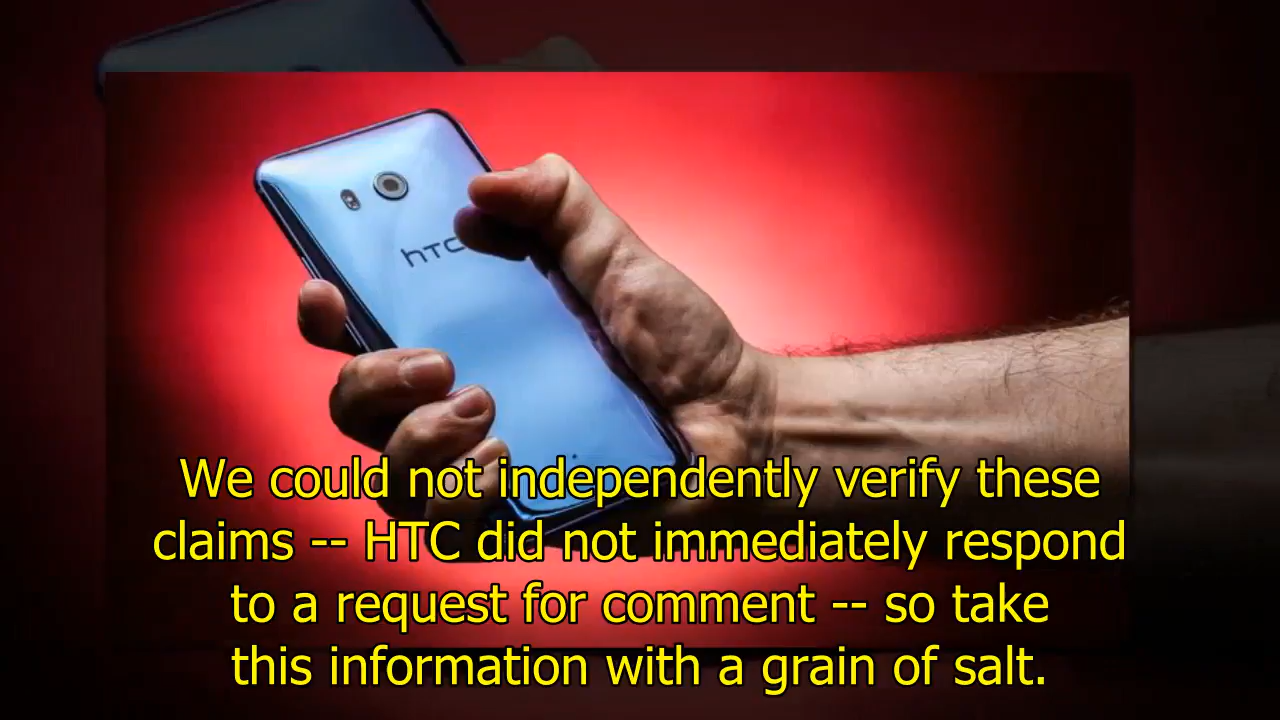 hTC
We could not independently verify these
claims -- HTC did not immediately respond
to a request for comment -- so take
this information with a grain of salt.